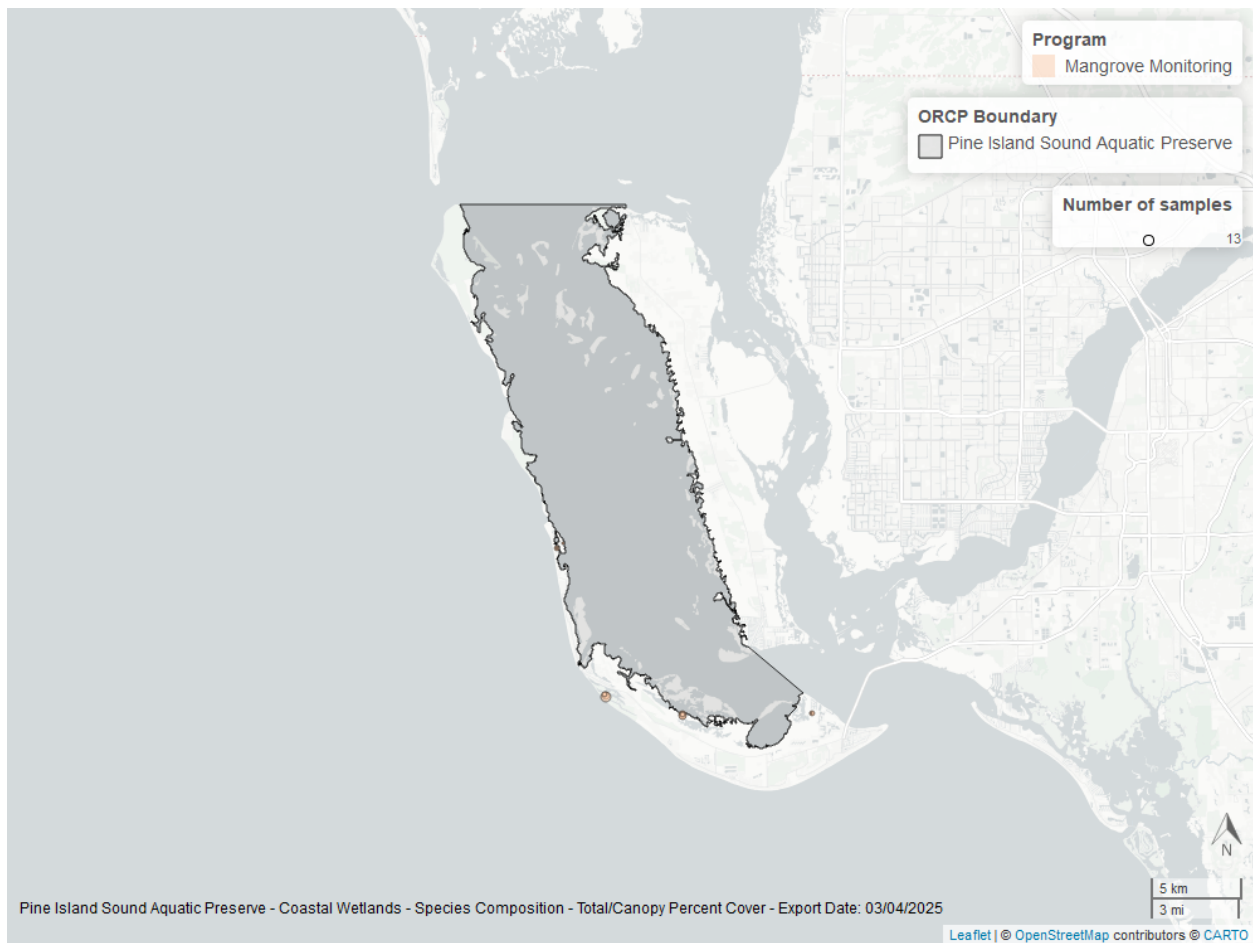 Program
Mangrove Monitoring
ORCP Boundary
Pine Island Sound Aquatic Preserve
Number of samples
13
N
5 km
3 mi
Pine Island Sound Aquatic Preserve - Coastal Wetlands - Species Composition - Total/Canopy Percent Cover - Export Date: 03/04/2025
Leaflet | © OpenStreetMap contributors © CARTO